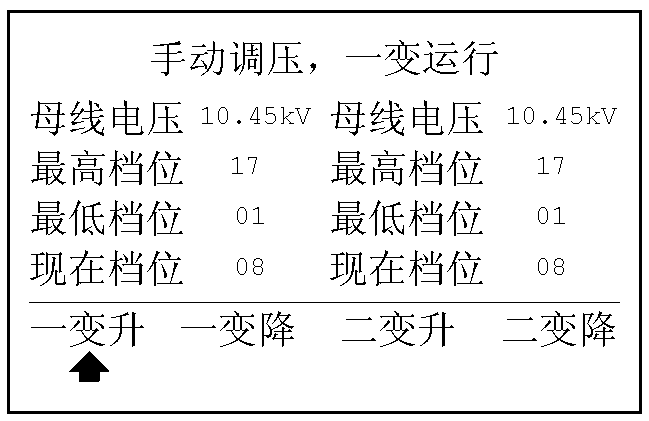 手动调压，一变运行
母线电压 10.45kV 母线电压 10.45kV
最高档位 17 最高档位 17
最低档位 01 最低档位 01
现在档位 08 现在档位 08
一变升 一变降 二变升 二变降